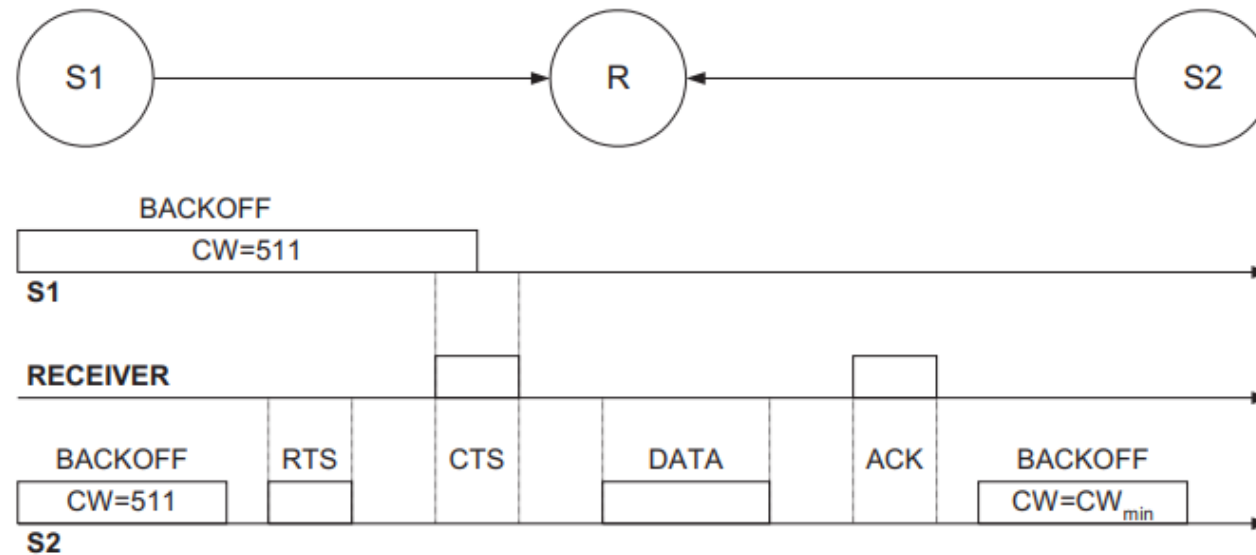 S1 R S2
BACKOFF
CW=511
S1
RECEIVER
BACKOFF RTS CTS DATA ACK BACKOFF
CW=511 CW=CWmin
S2